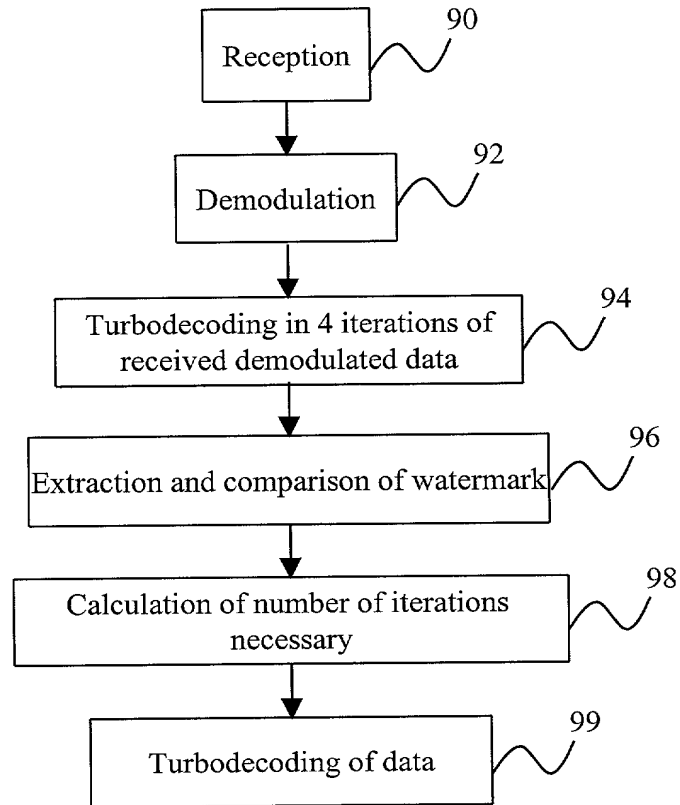 90
Reception
92
Demodulation
94
Turbodecoding in 4 iterations of
received demodulated data
96
Extraction and comparison of watermark
98
Calculation of number of iterations
necessary
99
Turbodecoding of data